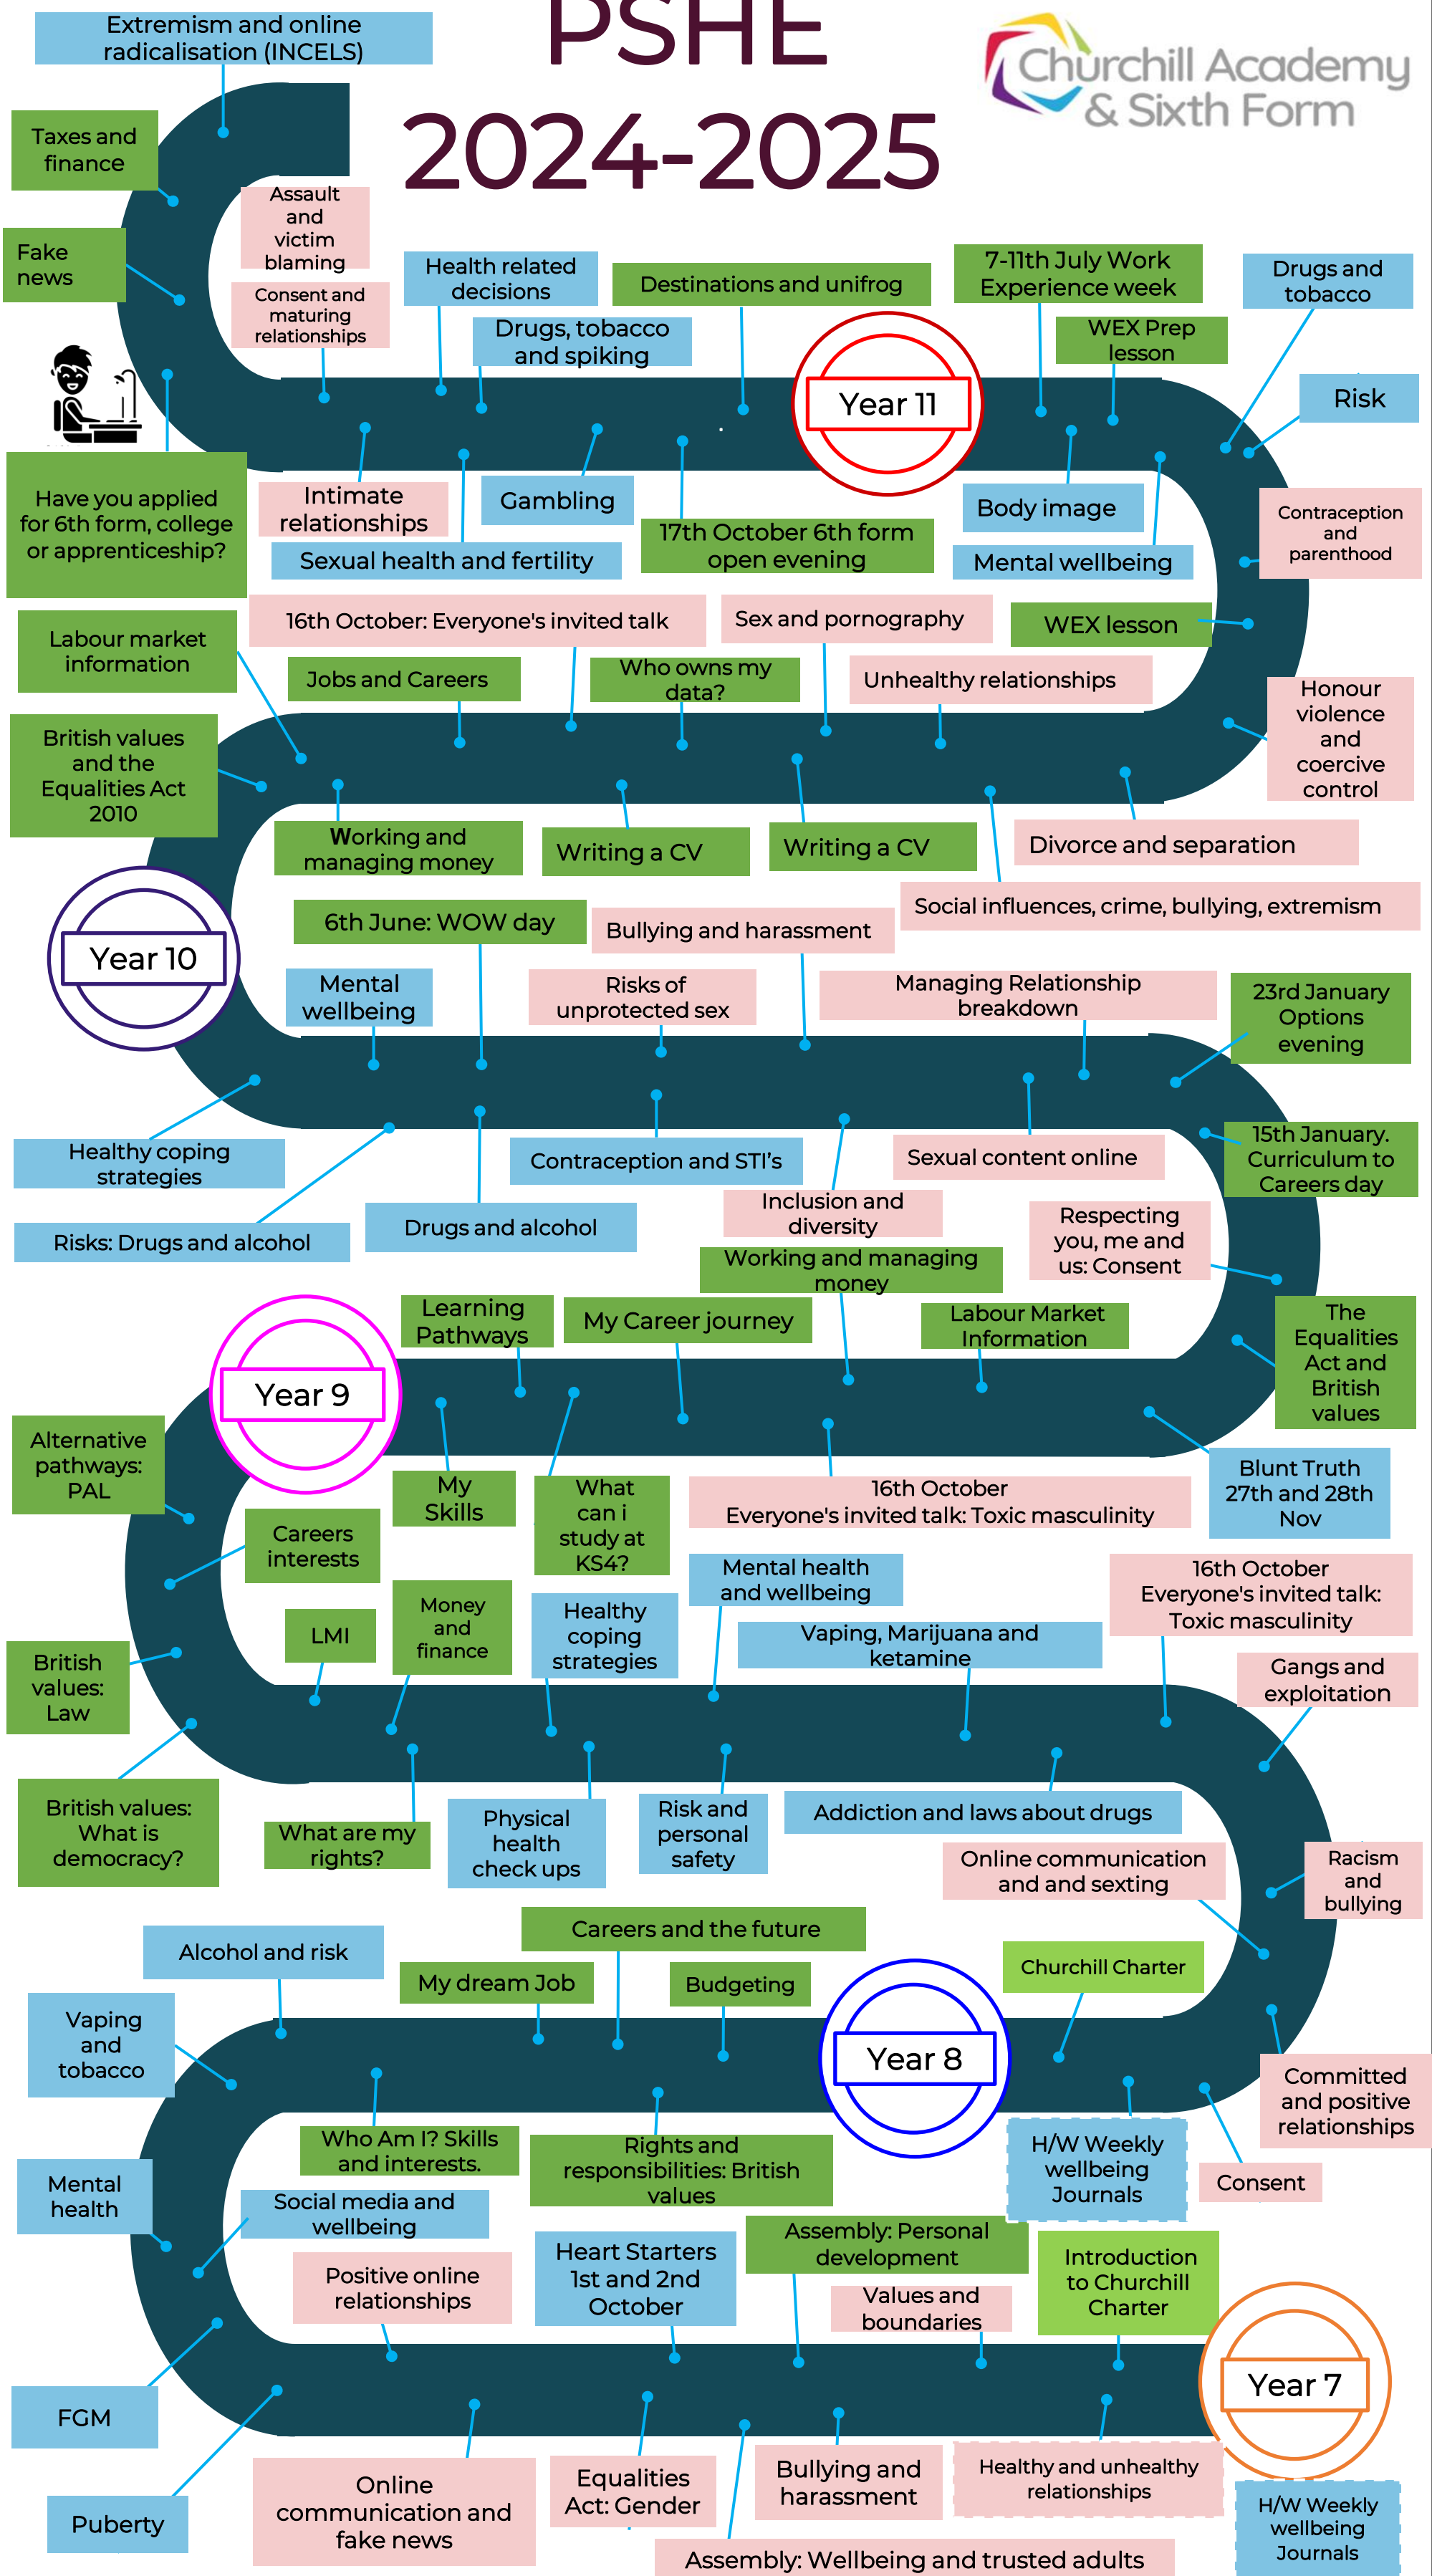 Extremism and online
radicalisation (INCELS)
PSHE
2024-2025
Churchill Academy
& Sixth Form
Taxes and
finance
Fake
news
Assault
and
victim
blaming
Consent and
maturing
relationships
Health related
decisions
Drugs, tobacco
and spiking
Destinations and unifrog
7-11th July Work
Experience week
WEX Prep
lesson
Drugs and
tobacco
Risk
Year 11
Have you applied
for 6th form, college
or apprenticeship?
Intimate
relationships
Gambling
Sexual health and fertility
17th October 6th form
open evening
Body image
Mental wellbeing
Contraception
and
parenthood
Labour market
information
16th October: Everyone's invited talk
Sex and pornography
WEX lesson
Jobs and Careers
Who owns my
data?
Unhealthy relationships
Honour
violence
and
coercive
control
British values
and the
Equalities Act
2010
Working and
managing money
Writing a CV
Writing a CV
Divorce and separation
Social influences, crime, bullying, extremism
Year 10
6th June: WOW day
Bullying and harassment
Mental
wellbeing
Risks of
unprotected sex
Managing Relationship
breakdown
23rd January
Options
evening
Healthy coping
strategies
Contraception and STI's
Sexual content online
15th January.
Curriculum to
Careers day
Risks: Drugs and alcohol
Drugs and alcohol
Inclusion and
diversity
Respecting
you, me and
us: Consent
Working and managing
money
Learning
Pathways
My Career journey
Labour Market
Information
The
Equalities
Act and
British
values
Year 9
Alternative
pathways:
PAL
My
Skills
What
can i
study at
KS4?
16th October
Everyone's invited talk: Toxic masculinity
Blunt Truth
27th and 28th
Nov
Careers
interests
Mental health
and wellbeing
16th October
Everyone's invited talk:
Toxic masculinity
LMI
Money
and
finance
Healthy
coping
strategies
Vaping, Marijuana and
ketamine
British
values:
Law
Gangs and
exploitation
British values:
What is
democracy?
What are my
rights?
Physical
health
check ups
Risk and
personal
safety
Addiction and laws about drugs
Online communication
and and sexting
Racism
and
bullying
Alcohol and risk
Careers and the future
My dream Job
Budgeting
Churchill Charter
Vaping
and
tobacco
Year 8
Committed
and positive
relationships
Who Am I? Skills
and interests.
Rights and
responsibilities: British
values
H/W Weekly
wellbeing
Journals
Consent
Mental
health
Social media and
wellbeing
Assembly: Personal
development
Positive online
relationships
Heart Starters
1st and 2nd
October
Values and
boundaries
Introduction
to Churchill
Charter
Year 7
FGM
Puberty
Online
communication and
fake news
Equalities
Act: Gender
Bullying and
harassment
Healthy and unhealthy
relationships
H/W Weekly
wellbeing
Journals
Assembly: Wellbeing and trusted adults